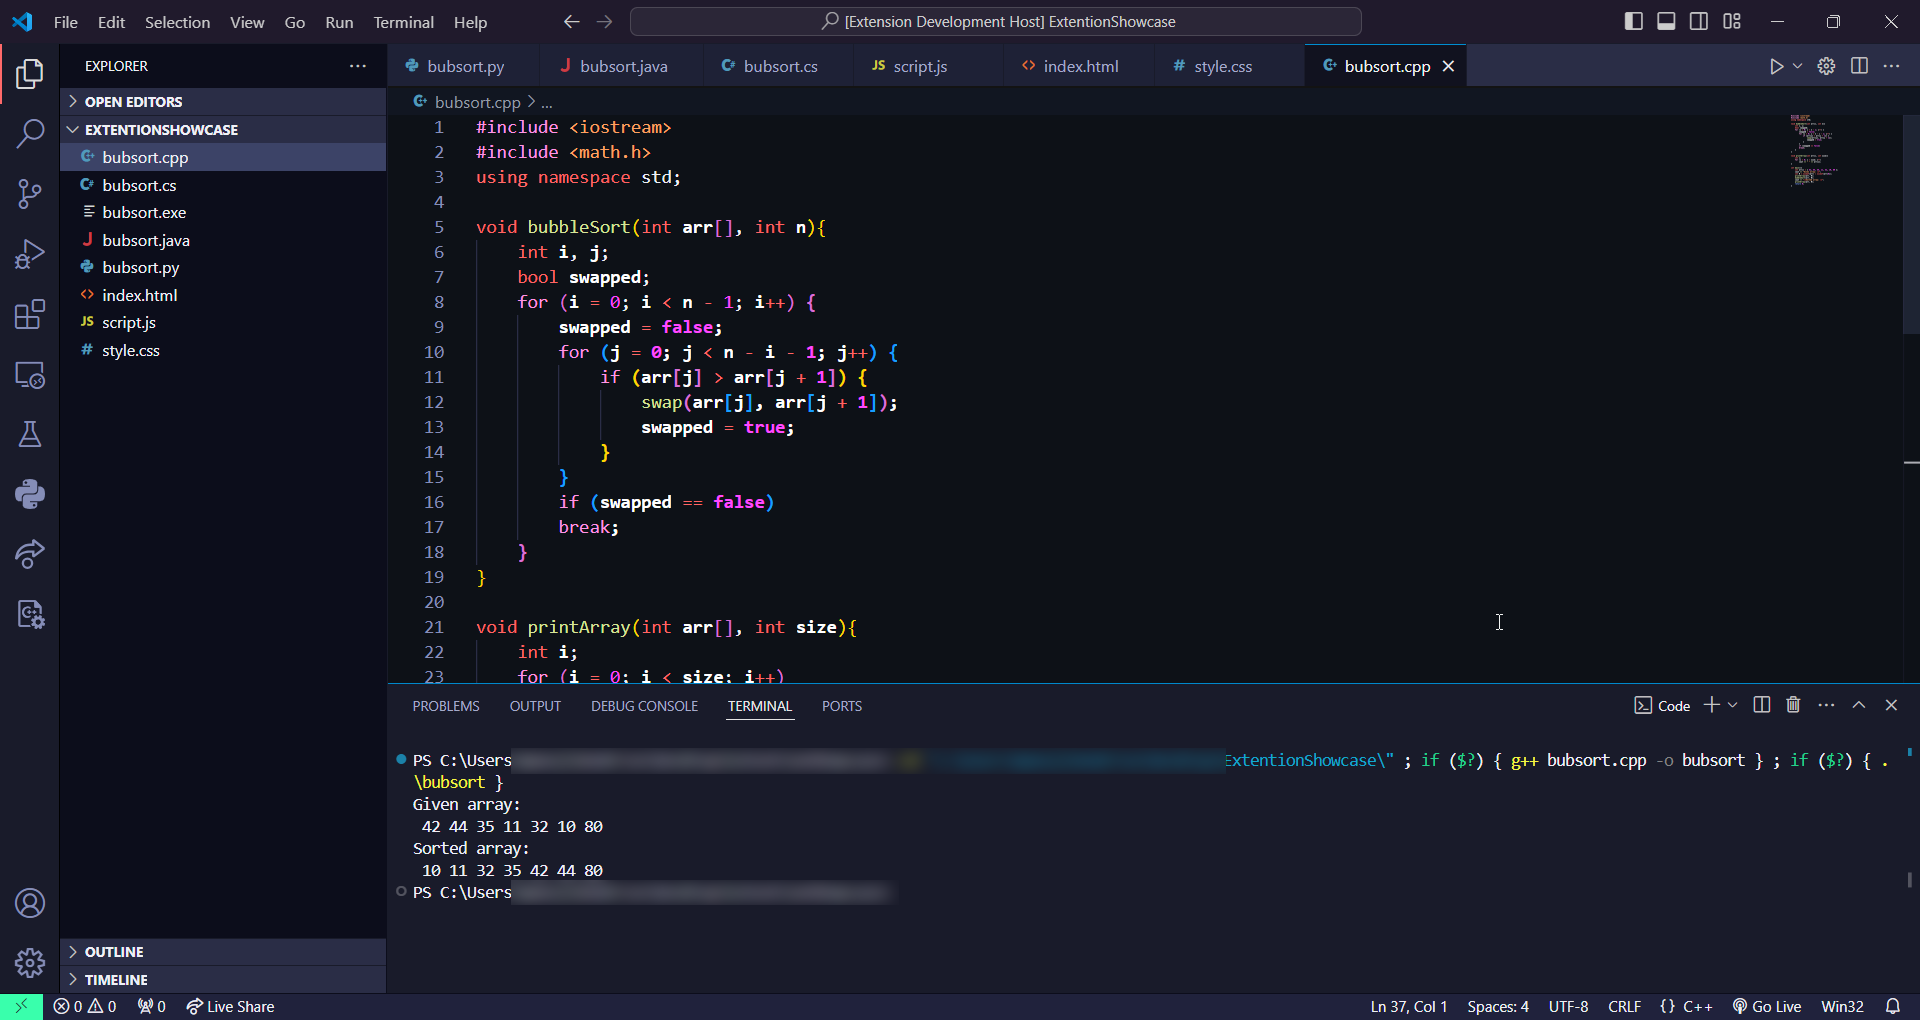 File Edit Selection View Go Run Terminal Help
[Extension Development Host] ExtentionShowcase
EXPLORER
OPEN EDITORS
EXTENTIONSHOWCASE
bubsort.cpp
C# bubsort.cs
bubsort.exe
J bubsort.java
bubsort.py
<> index.html
JS script.js
# style.css
OUTLINE
TIMELINE
bubsort.py J bubsort.java C# bubsort.cs JS script.js <> index.html # style.css bubsort.cpp
bubsort.cpp > ...
1 #include <iostream>
2 #include <math.h>
3 using namespace std;
4
5 void bubbleSort(int arr[], int n){
6 int i, j;
7 bool swapped;
8 for (i = 0; i < n - 1; i++) {
9 swapped = false;
10 for (j = 0; j < n - i - 1; j++) {
11 if (arr[j] > arr[j + 1]) {
12 swap(arr[j], arr[j + 1]);
13 swapped = true;
14 }
15 }
16 if (swapped == false)
17 break;
18 }
19 }
20
21 void printArray(int arr[], int size){
22 int i;
23 for (i = 0; i < size; i++)
PROBLEMS OUTPUT DEBUG CONSOLE TERMINAL PORTS
Code
PS C:\Users ExtentionShowcase\" ; if ($?) { g++ bubsort.cpp -o bubsort } ; if ($?) { .
\bubsort }
Given array:
42 44 35 11 32 10 80
Sorted array:
10 11 32 35 42 44 80
PS C:\Users
0 0 0 Live Share
Ln 37, Col 1 Spaces: 4 UTF-8 CRLF {} C++ Go Live Win32